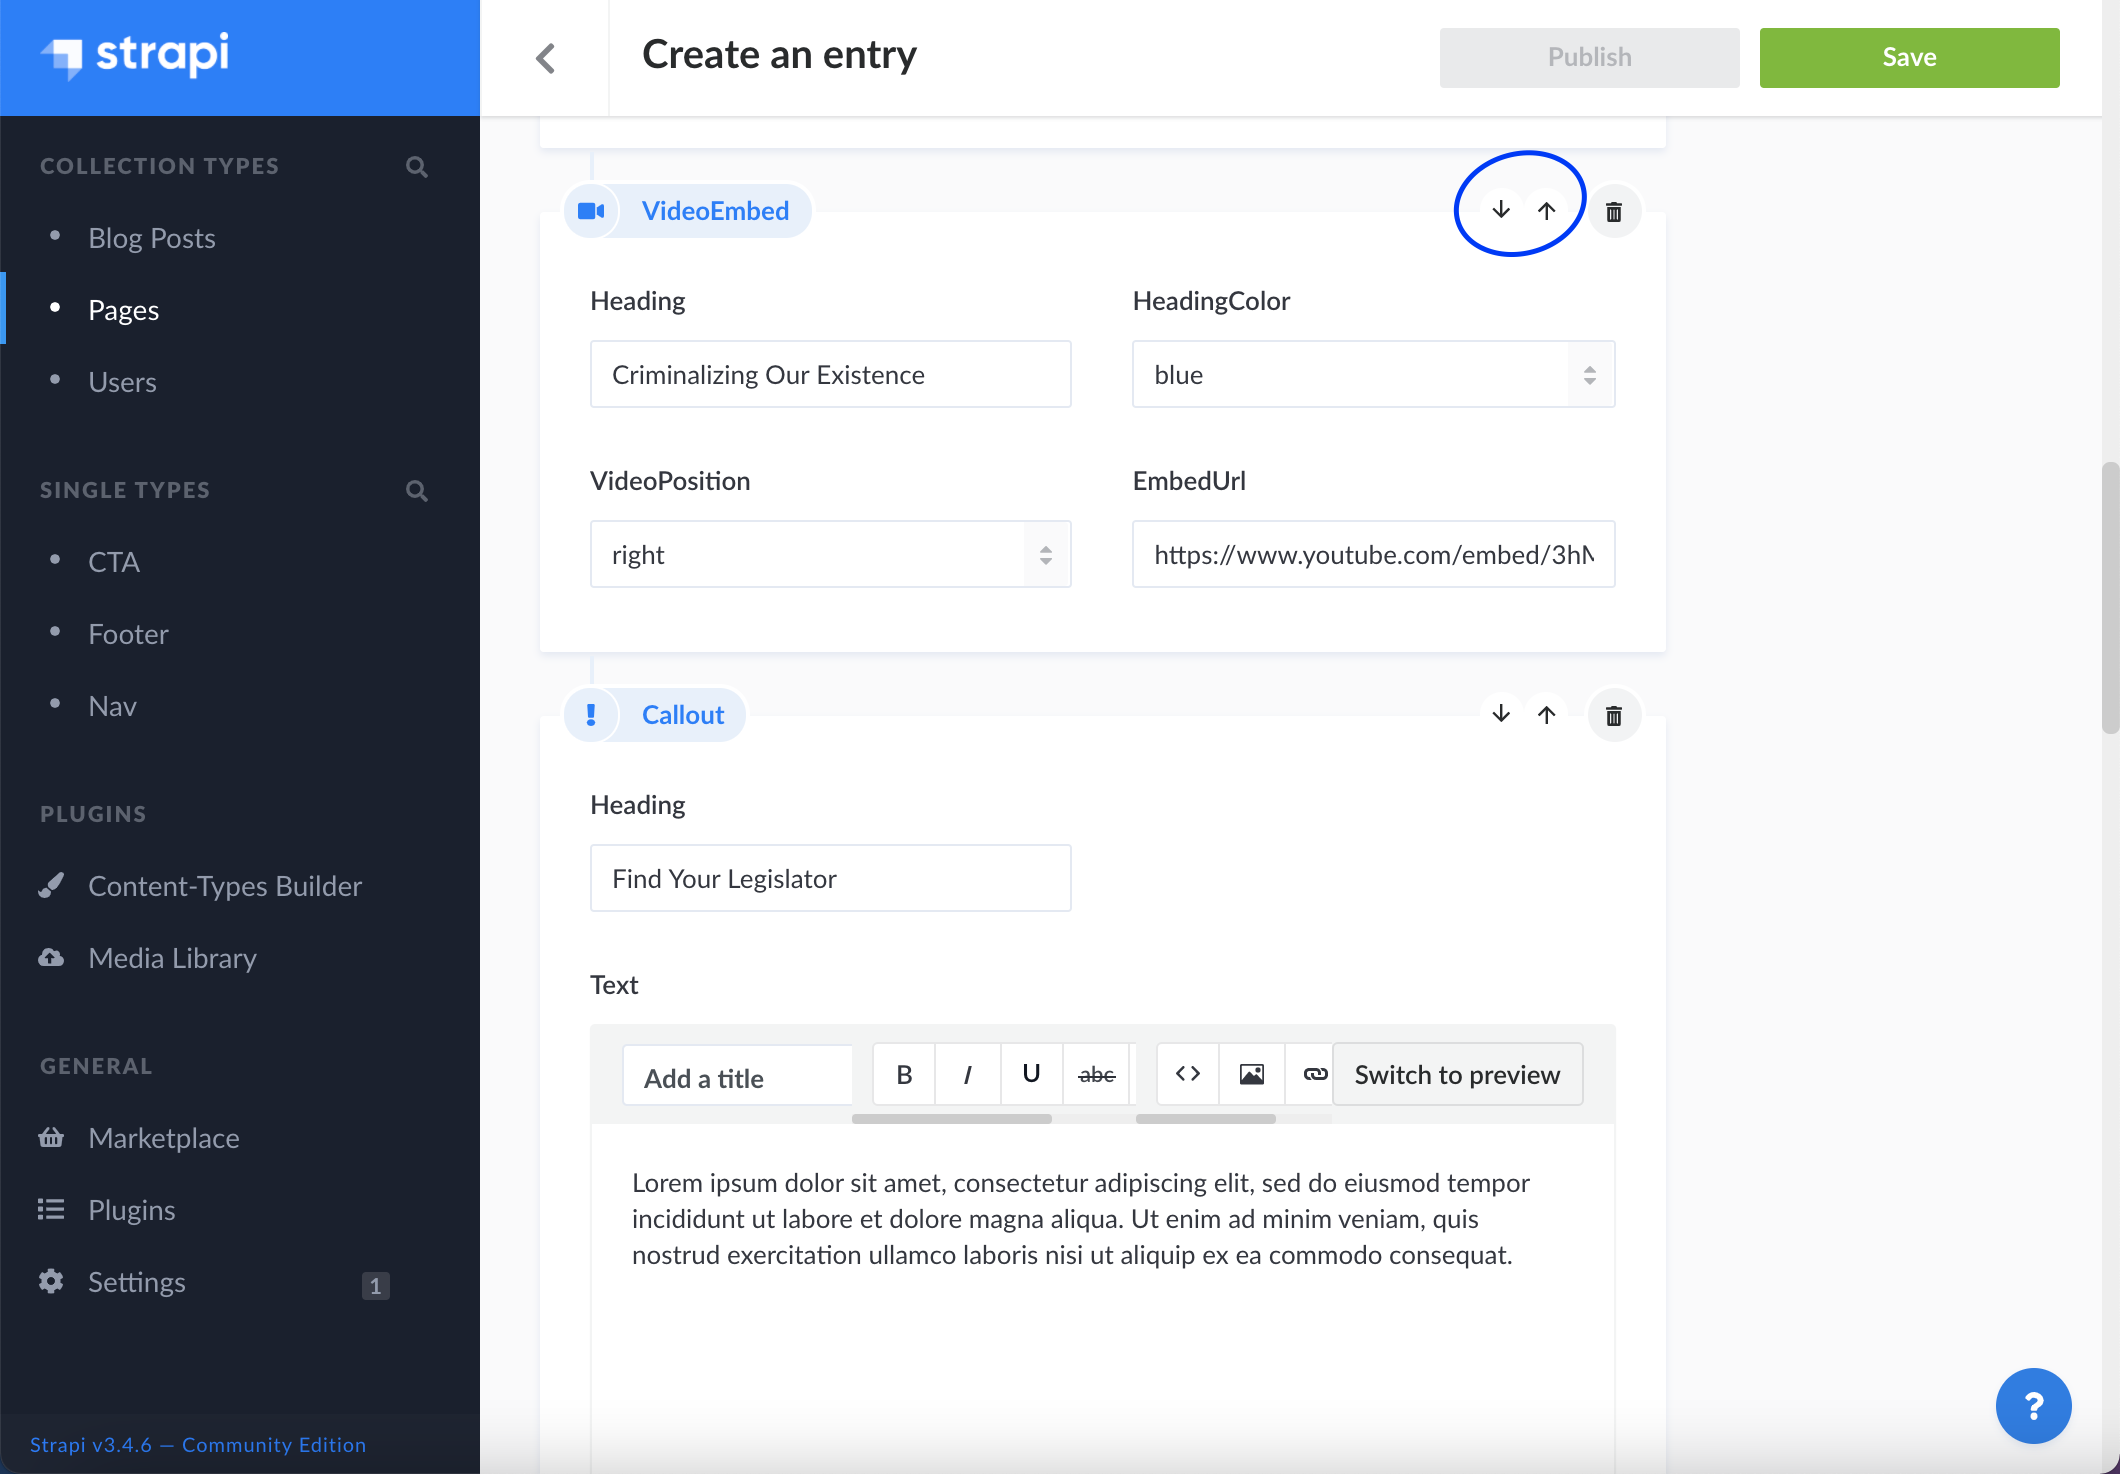 strapi
Create an entry
Publish
Save
COLLECTION TYPES
Blog Posts
Pages
Users
SINGLE TYPES
CTA
Footer
Nav
PLUGINS
Content-Types Builder
Media Library
GENERAL
Marketplace
Plugins
Settings
1
Strapi v3.4.6 — Community Edition
VideoEmbed
Heading
HeadingColor
Criminalizing Our Existence
blue
VideoPosition
EmbedUrl
right
https://www.youtube.com/embed/3h
Callout
Heading
Find Your Legislator
Text
Add a title
B I U abc
Switch to preview
Lorem ipsum dolor sit amet, consectetur adipiscing elit, sed do eiusmod tempor
incididunt ut labore et dolore magna aliqua. Ut enim ad minim veniam, quis
nostrud exercitation ullamco laboris nisi ut aliquip ex ea commodo consequat.
?